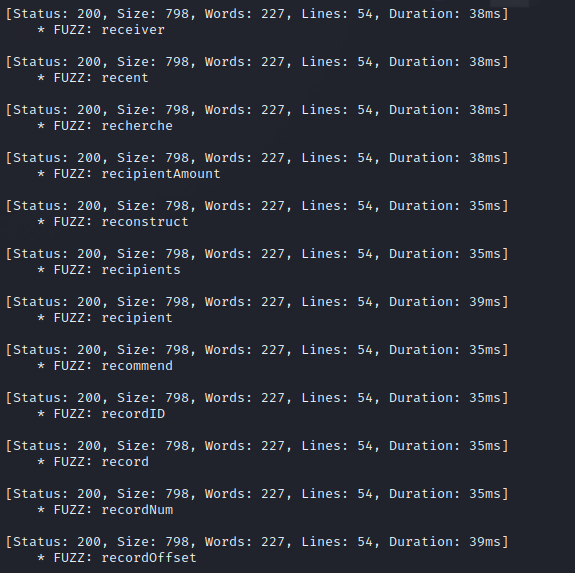 [Status: 200, Size: 798, Words: 227, Lines: 54, Duration: 38ms]
* FUZZ: receiver
[Status: 200, Size: 798, Words: 227, Lines: 54, Duration: 38ms]
* FUZZ: recent
[Status: 200, Size: 798, Words: 227, Lines: 54, Duration: 38ms]
* FUZZ: recherche
[Status: 200, Size: 798, Words: 227, Lines: 54, Duration: 38ms]
* FUZZ: recipientAmount
[Status: 200, Size: 798, Words: 227, Lines: 54, Duration: 35ms]
* FUZZ: reconstruct
[Status: 200, Size: 798, Words: 227, Lines: 54, Duration: 35ms]
* FUZZ: recipients
[Status: 200, Size: 798, Words: 227, Lines: 54, Duration: 39ms]
* FUZZ: recipient
[Status: 200, Size: 798, Words: 227, Lines: 54, Duration: 35ms]
* FUZZ: recommend
[Status: 200, Size: 798, Words: 227, Lines: 54, Duration: 35ms]
* FUZZ: recordID
[Status: 200, Size: 798, Words: 227, Lines: 54, Duration: 35ms]
* FUZZ: record
[Status: 200, Size: 798, Words: 227, Lines: 54, Duration: 35ms]
* FUZZ: recordNum
[Status: 200, Size: 798, Words: 227, Lines: 54, Duration: 39ms]
* FUZZ: recordOffset